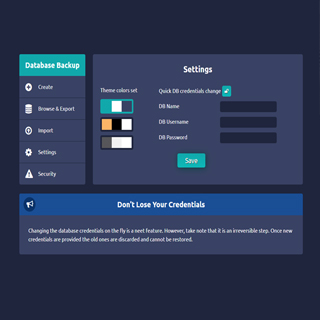 Database Backup
Create
Browse & Export
Import
Settings
Security
Settings
Theme colors set
Quick DB credentials change
DB Name
DB Username
DB Password
Save
Don't Lose Your Credentials
Changing the database credentials on the fly is a neet feature. However, take note that it is an irreversible step. Once new
credentials are provided the old ones are discarded and cannot be restored.